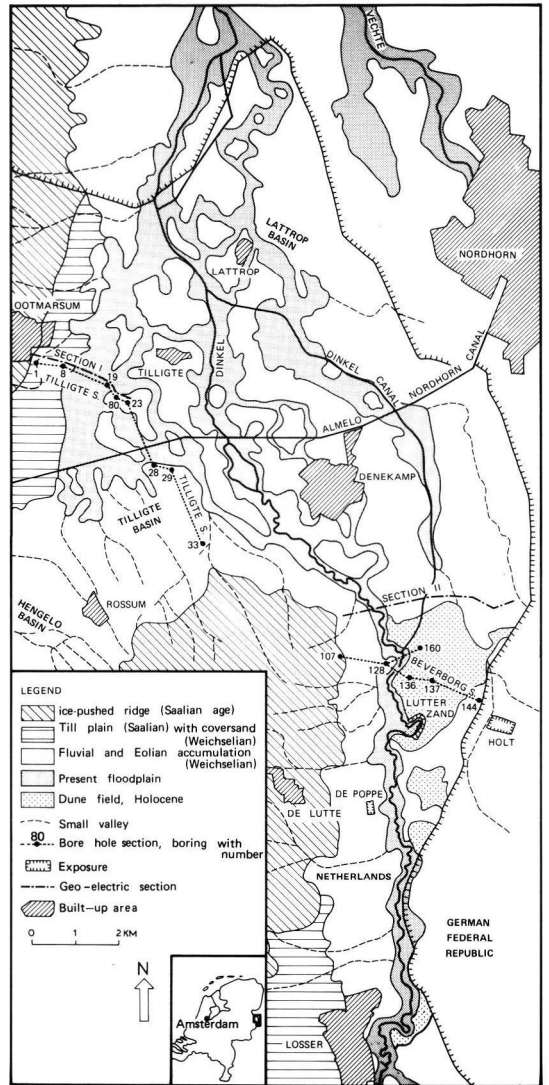 VECHTE
LATTROP
BASIN
NORDHORN
LATTROP
OOTMARSUM
SECTION I
1
8
19
TILLIGTE
TILLIGTE S.
80
23
DINKEL
DINKEL
CANAL
NORDHORN
CANAL
ALMELO
28
29
DENEKAMP
TILLIGTE
BASIN
TILLIGTE S
33
SECTION II
ROSSUM
HENGELO
BASIN
107
160
128
BEVERBORG S.
136
137
144
LUTTER
ZAND
HOLT
DE POPPE
DE LUTTE
NETHERLANDS
GERMAN
FEDERAL
REPUBLIC
LOSSER
LEGEND
ice-pushed ridge (Saalian age)
Till plain (Saalian) with coversand
(Weichselian)
Fluvial and Eolian accumulation
(Weichselian)
Present floodplain
Dune field, Holocene
Small valley
80
Bore hole section, boring with
number
Exposure
Geo-electric section
Built-up area
0 1 2 KM
N
Amsterdam